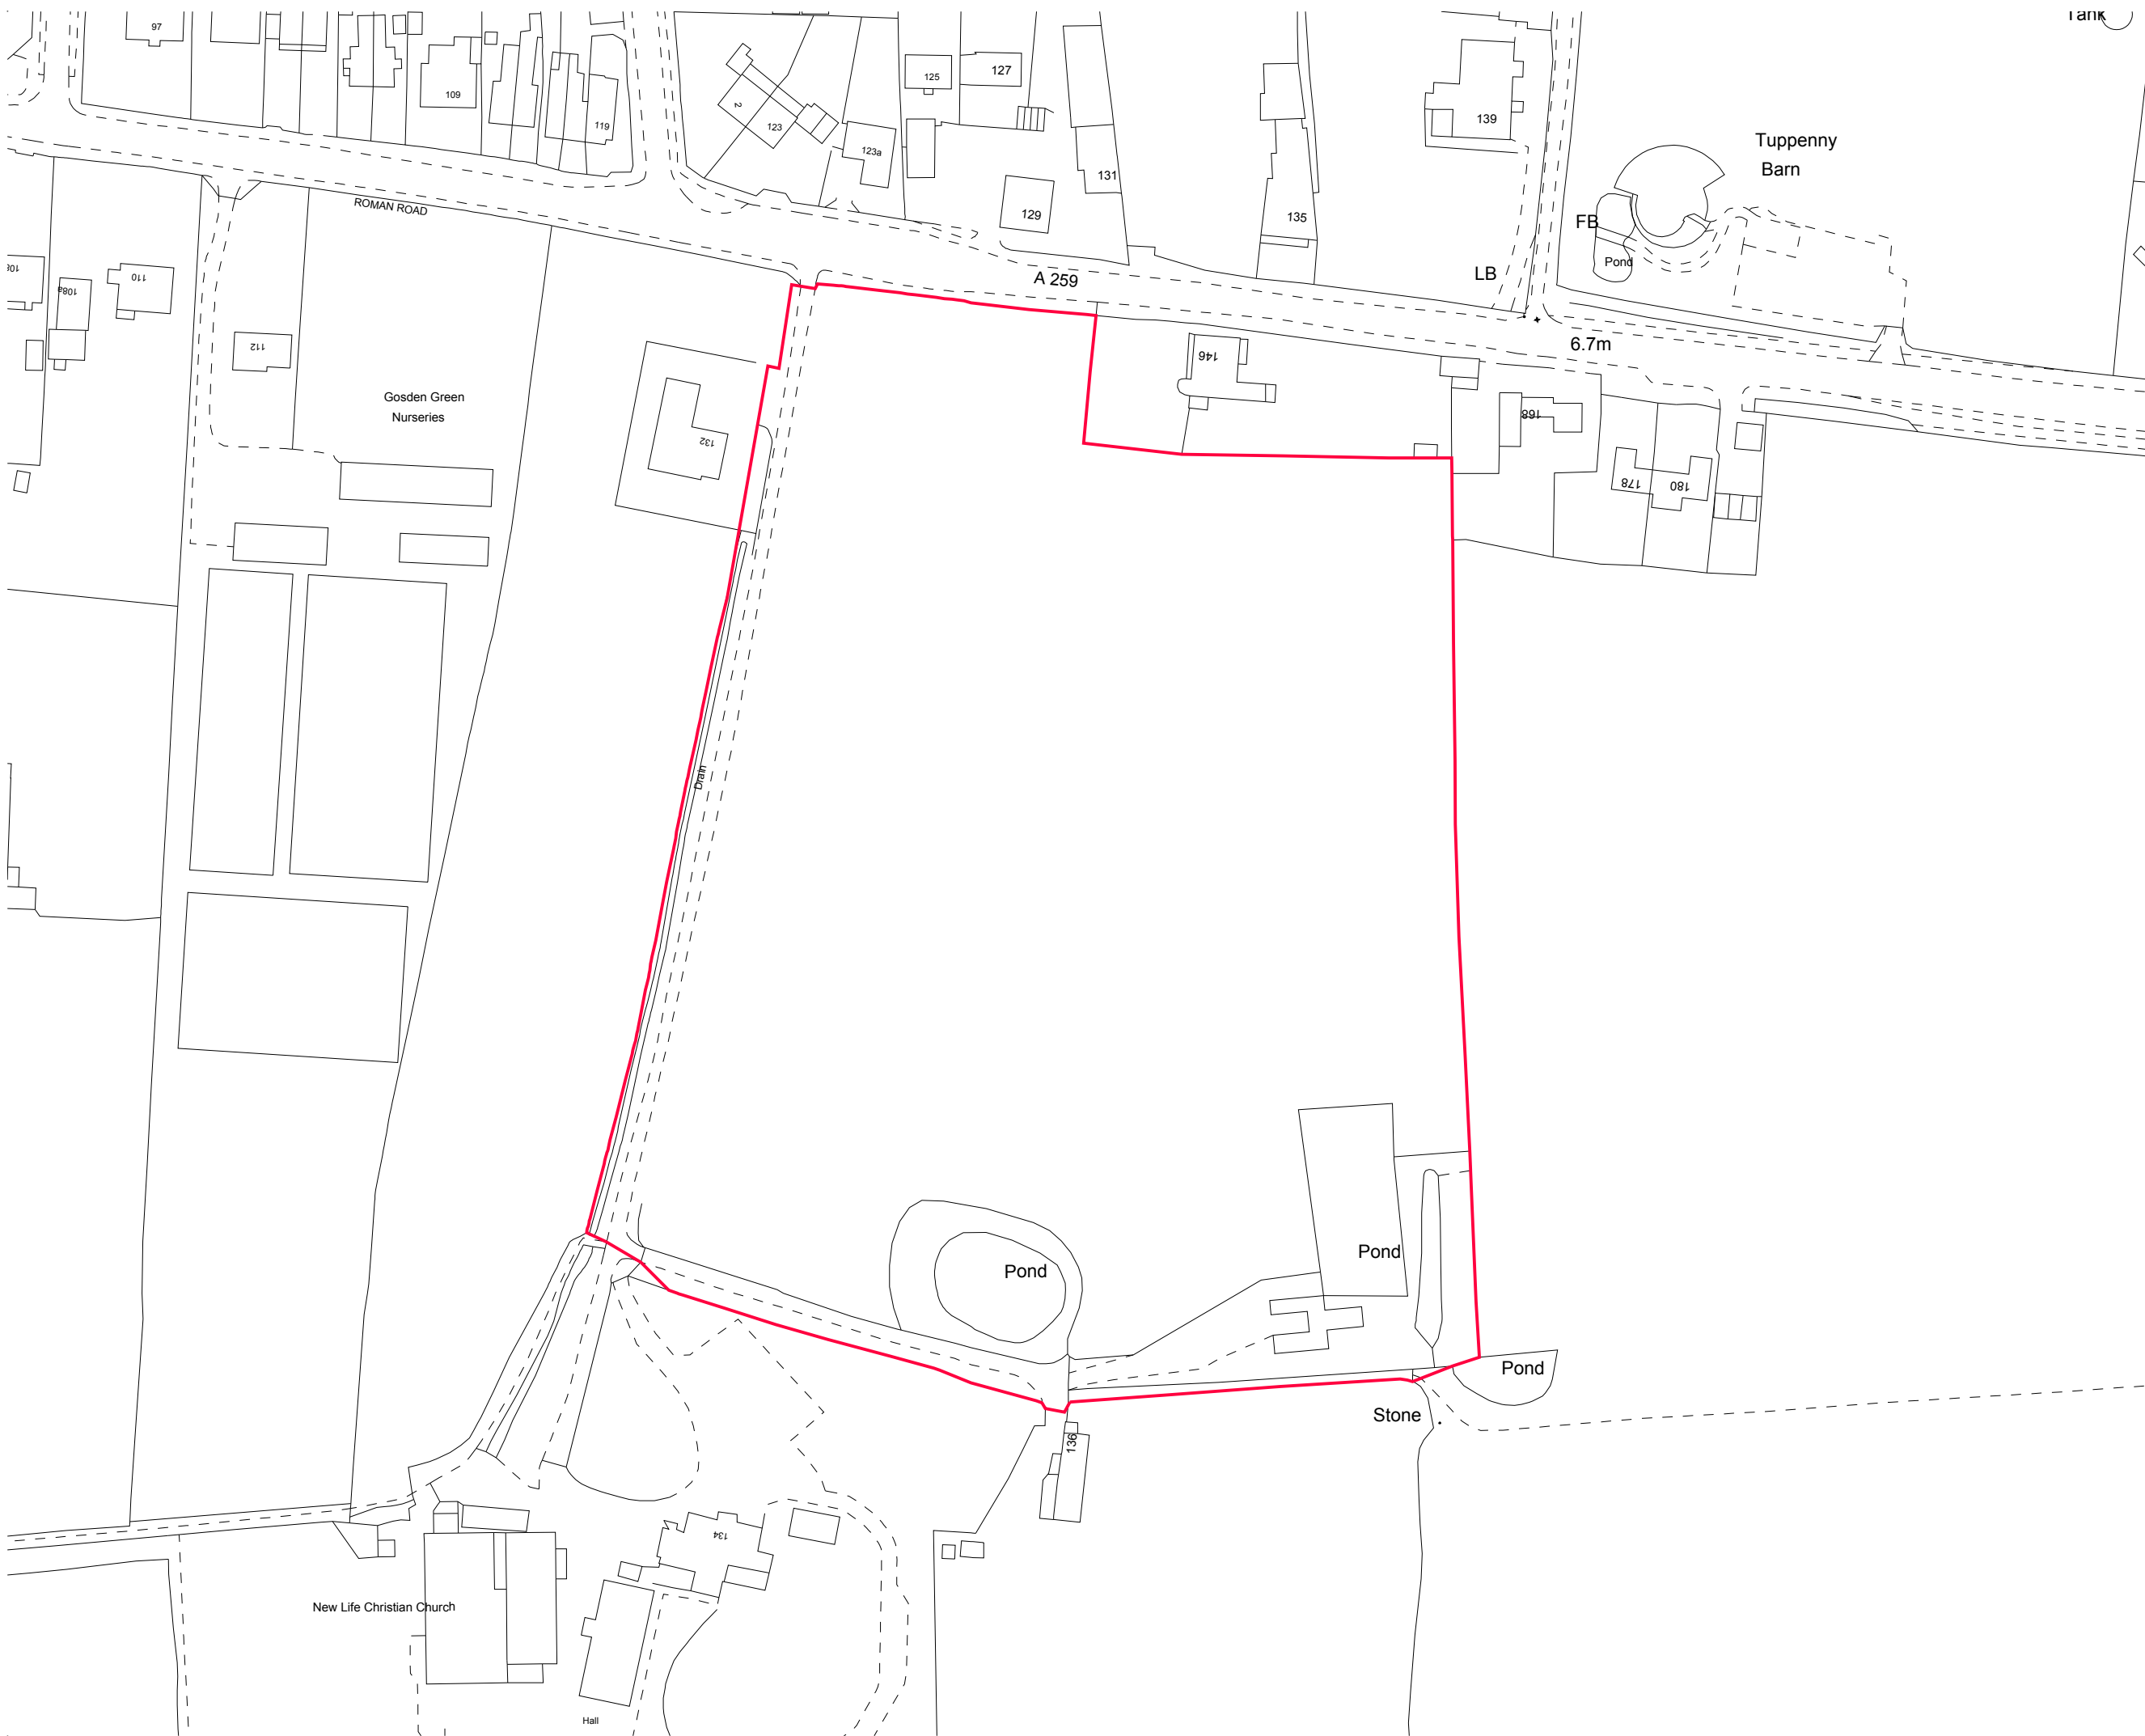 Tank
97
109
119
2
123
123a
125
127
129
131
135
139
Tuppenny
Barn
FB
Pond
LB
ROMAN ROAD
A 259
6.7m
108a
110
112
Gosden Green
Nurseries
132
146
168
178
180
Drain
Pond
Pond
Pond
Stone
136
134
New Life Christian Church
Hall